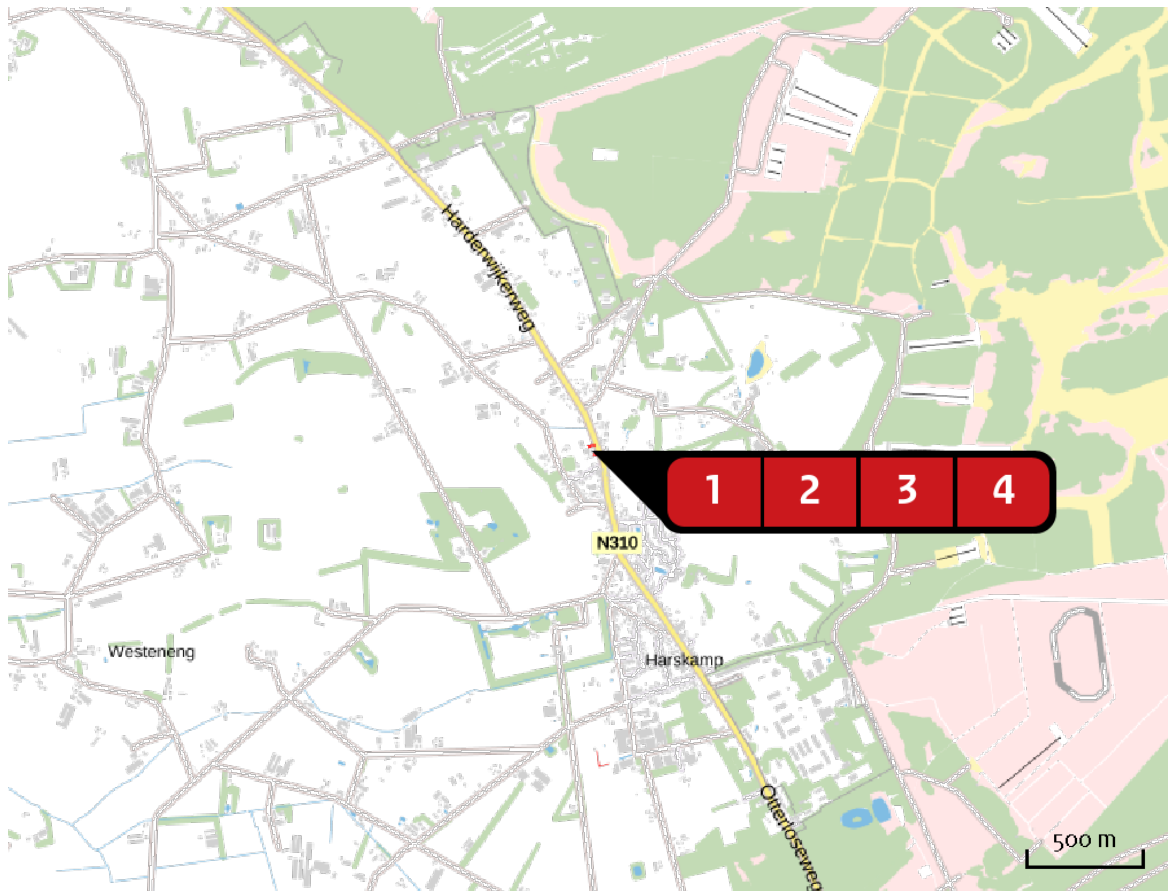 Harderwijkerweg
1 2 3 4
N310
Westeneng
Harskamp
Otterloseweg
500 m